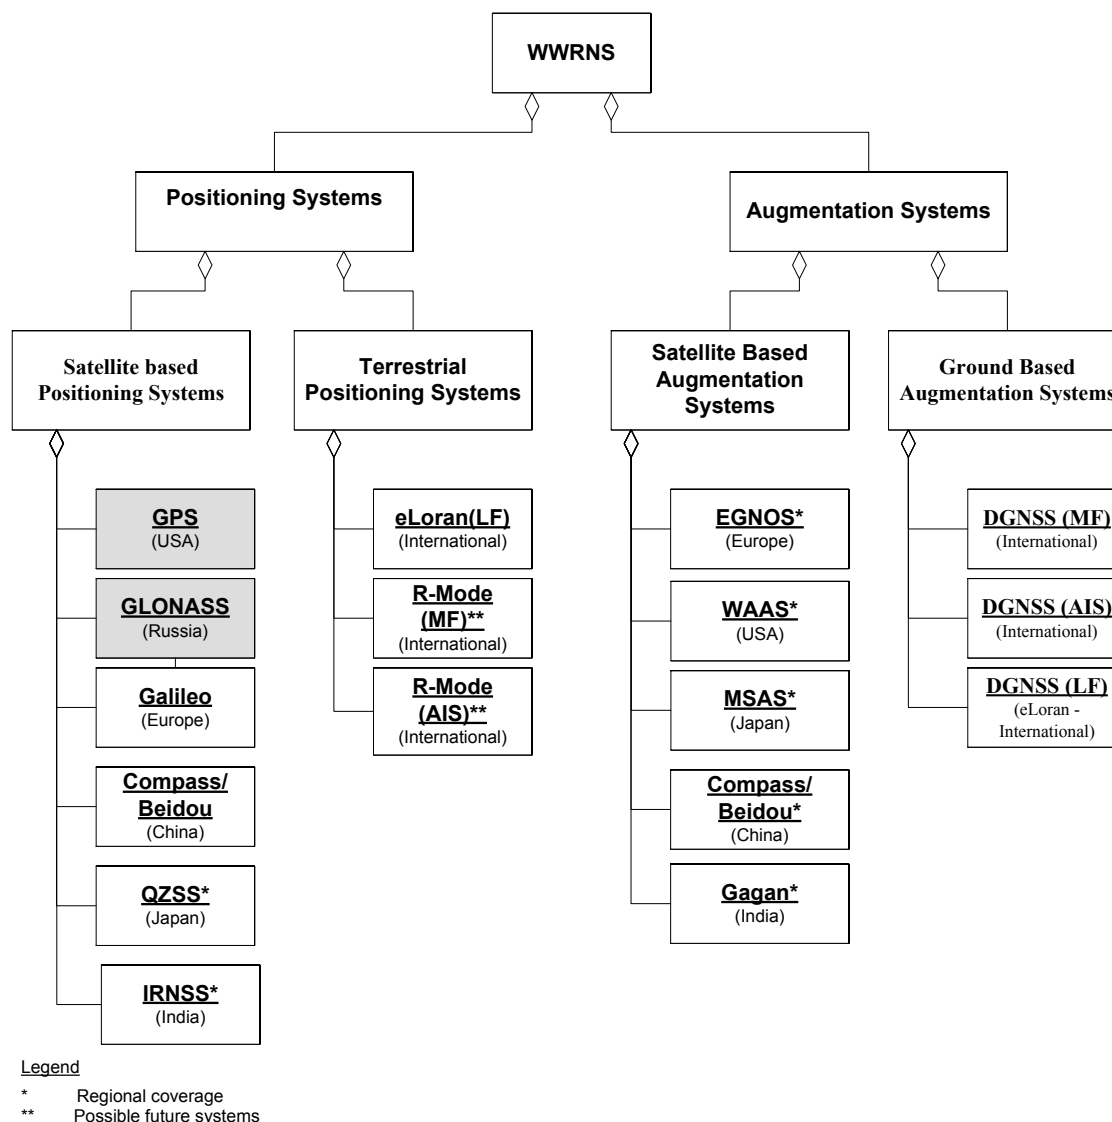 WWRNS
Positioning Systems
Augmentation Systems
Satellite based
Positioning Systems
Terrestrial
Positioning Systems
Satellite Based
Augmentation
Systems
Ground Based
Augmentation Systems
GPS
(USA)
GLONASS
(Russia)
Galileo
(Europe)
Compass/
Beidou
(China)
QZSS*
(Japan)
IRNSS*
(India)
eLoran(LF)
(International)
R-Mode
(MF)**
(International)
R-Mode
(AIS)**
(International)
EGNOS*
(Europe)
WAAS*
(USA)
MSAS*
(Japan)
Compass/
Beidou*
(China)
Gagan*
(India)
DGNSS (MF)
(International)
DGNSS (AIS)
(International)
DGNSS (LF)
(eLoran -
International)
Legend
* Regional coverage
** Possible future systems